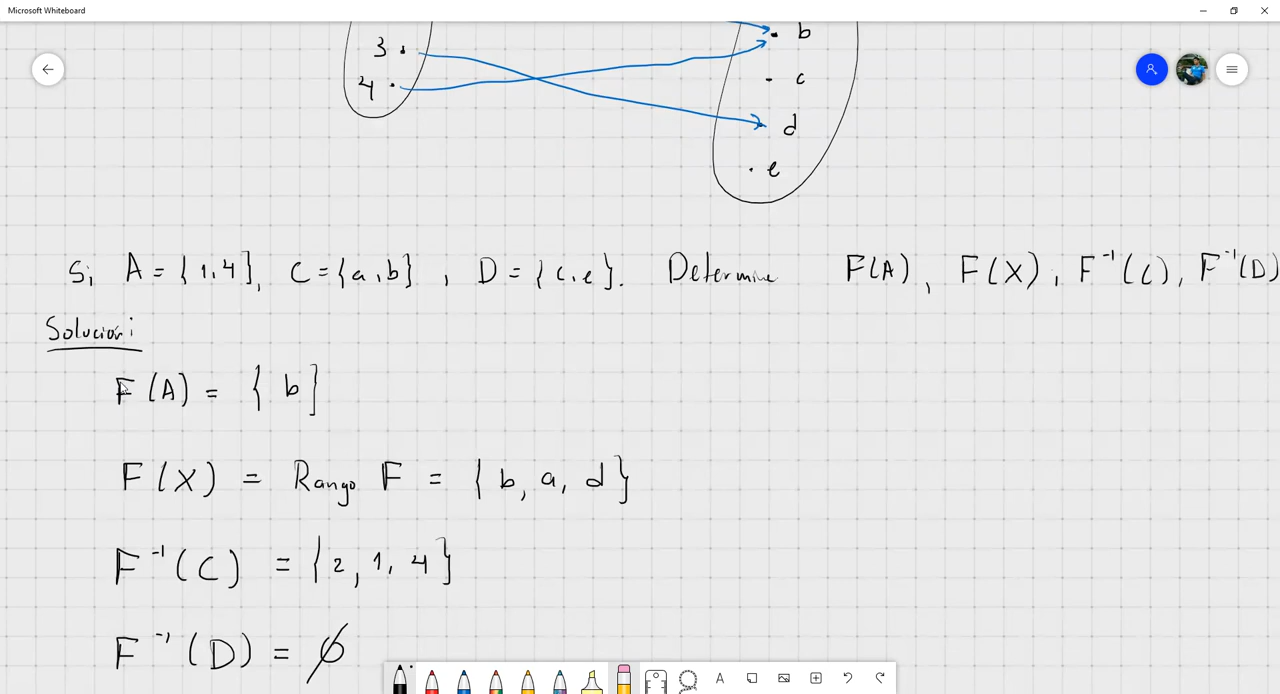 Microsoft Whiteboard
b
3
c
4
d
e
Si A = {1,4}, C = {a,b}, D = {c,e}. Determine F(A), F(X), F⁻¹(C), F⁻¹(D)
Solución:
F(A) = {b}
F(X) = Rango F = {b, a, d}
F⁻¹(C) = {2, 1, 4}
F⁻¹(D) = ∅
A